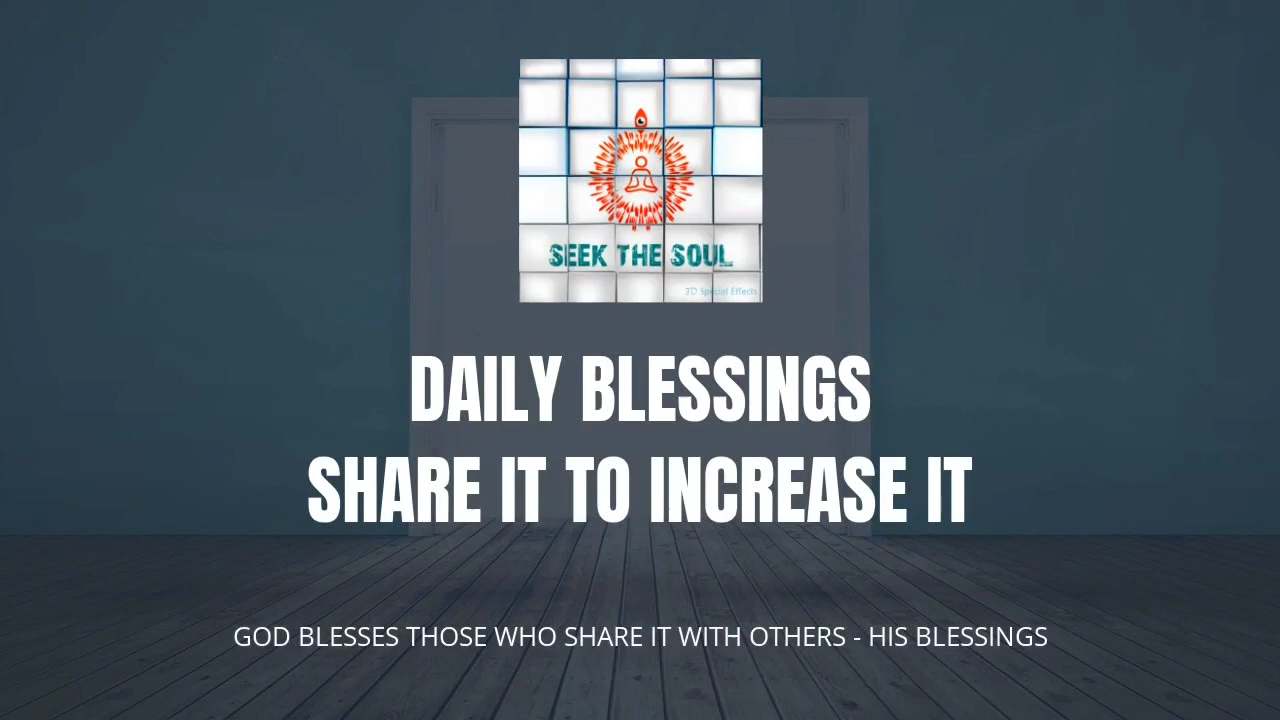 SEEK THE SOUL
3D Special Effects
DAILY BLESSINGS
SHARE IT TO INCREASE IT
GOD BLESSES THOSE WHO SHARE IT WITH OTHERS - HIS BLESSINGS